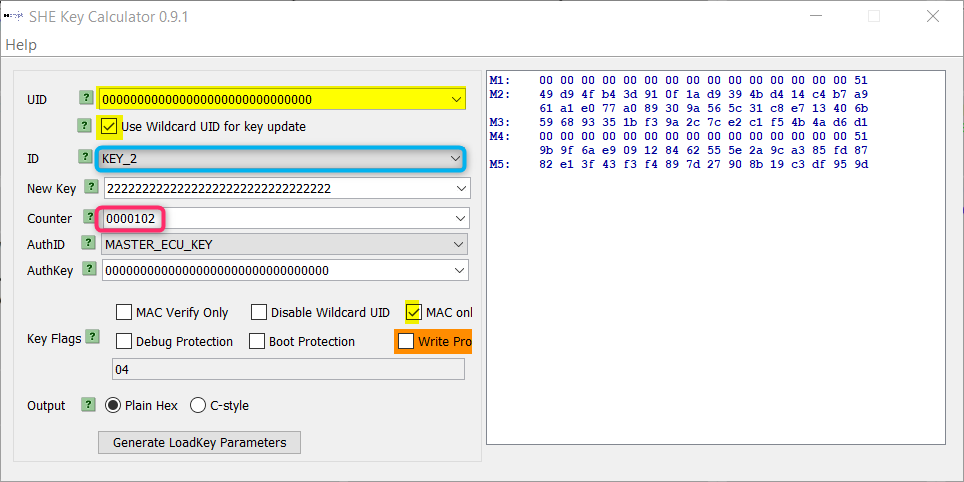 SHE Key Calculator 0.9.1
Help
UID ? 000000000000000000000000000000
? Use Wildcard UID for key update
ID ? KEY_2
New Key ? 22222222222222222222222222222222
Counter ? 0000102
AuthID ? MASTER_ECU_KEY
AuthKey ? 00000000000000000000000000000000
MAC Verify Only Disable Wildcard UID MAC onl
Key Flags ? Debug Protection Boot Protection Write Pro
04
Output ? Plain Hex C-style
Generate LoadKey Parameters
M1: 00 00 00 00 00 00 00 00 00 00 00 00 00 00 00 51
M2: 49 d9 4f b4 3d 91 0f 1a d9 39 4b d4 14 c4 b7 a9
61 a1 e0 77 a0 89 30 9a 56 5c 31 c8 e7 13 40 6b
M3: 59 68 93 35 1b f3 9a 2c 7c e2 c1 f5 4b 4a d6 d1
M4: 00 00 00 00 00 00 00 00 00 00 00 00 00 00 00 51
9b 9f 6a e9 09 12 84 62 55 5e 2a 9c a3 85 fd 87
M5: 82 e1 3f 43 f3 f4 89 7d 27 90 8b 19 c3 df 95 9d